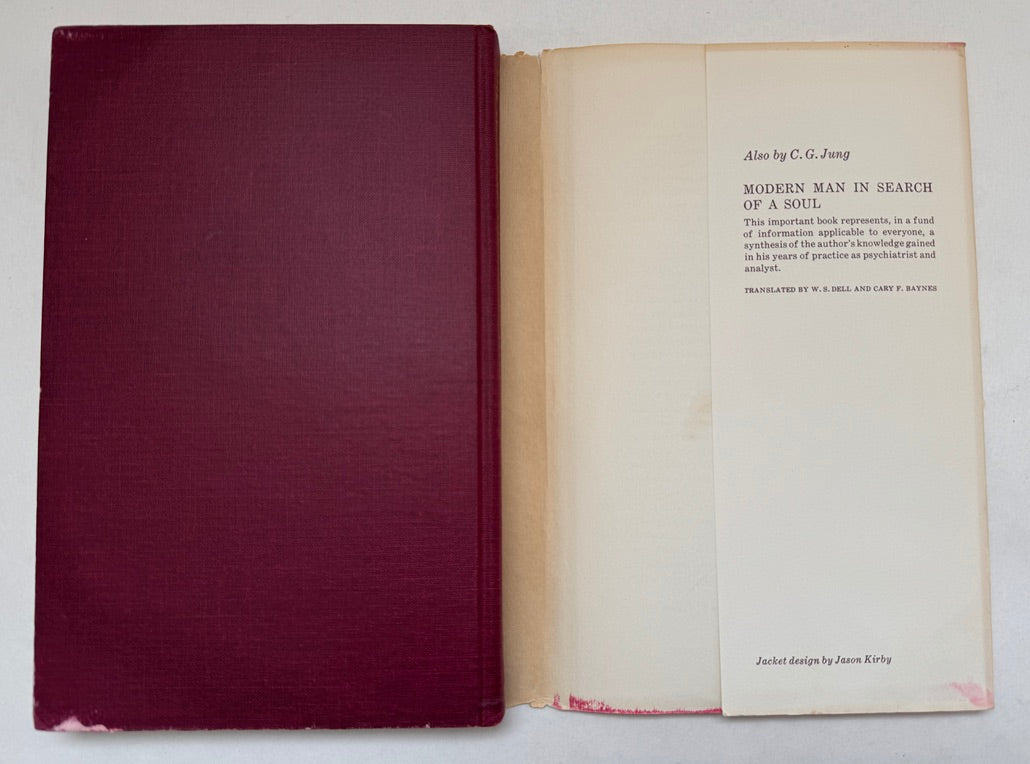 Also by C. G. Jung
MODERN MAN IN SEARCH
OF A SOUL
This important book represents, in a fund
of information applicable to everyone, a
synthesis of the author's knowledge gained
in his years of practice as psychiatrist and
analyst.
TRANSLATED BY W. S. DELL AND CARY F. BAYNES
Jacket design by Jason Kirby